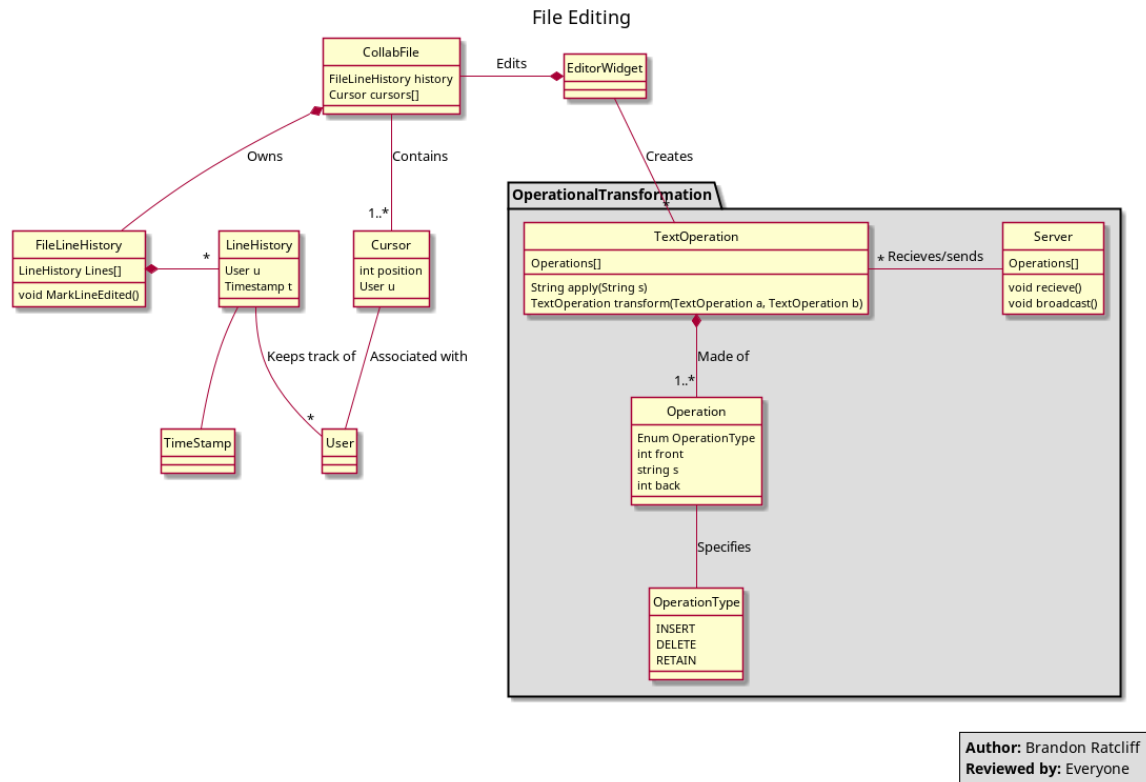 File Editing
CollabFile
FileLineHistory history
Cursor cursors[]
Edits
EditorWidget
Owns
Contains
Creates
1..*
*
OperationalTransformation
FileLineHistory
LineHistory Lines[]
void MarkLineEdited()
*
LineHistory
User u
Timestamp t
Cursor
int position
User u
TextOperation
Operations[]
String apply(String s)
TextOperation transform(TextOperation a, TextOperation b)
* Recieves/sends
Server
Operations[]
void recieve()
void broadcast()
Keeps track of
Associated with
*
Made of
1..*
TimeStamp
User
Operation
Enum OperationType
int front
string s
int back
Specifies
OperationType
INSERT
DELETE
RETAIN
Author: Brandon Ratcliff
Reviewed by: Everyone